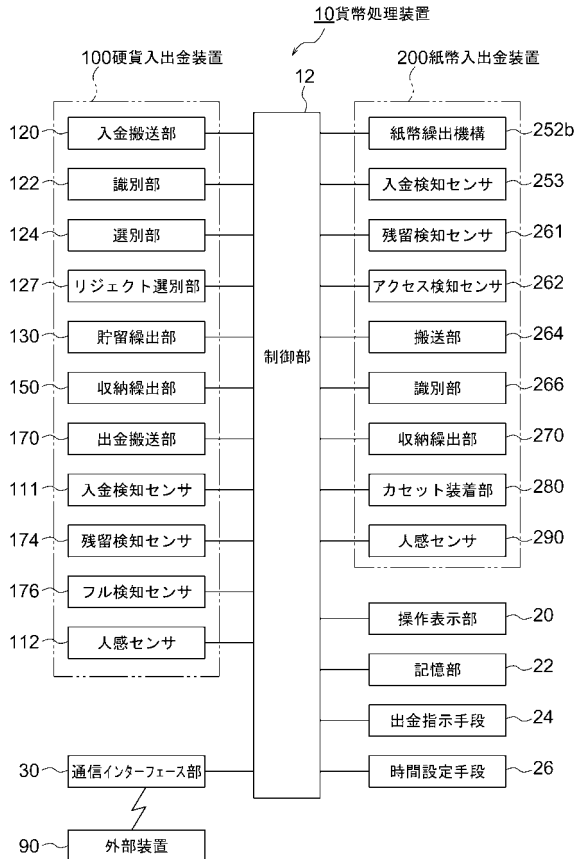 10貨幣処理装置
100硬貨入出金装置
12
200紙幣入出金装置
120 入金搬送部
122 識別部
124 選別部
127 リジェクト選別部
130 貯留繰出部
150 収納繰出部
170 出金搬送部
111 入金検知センサ
174 残留検知センサ
176 フル検知センサ
112 人感センサ
30 通信インターフェース部
90 外部装置
制御部
紙幣繰出機構 252b
入金検知センサ 253
残留検知センサ 261
アクセス検知センサ 262
搬送部 264
識別部 266
収納繰出部 270
カセット装着部 280
人感センサ 290
操作表示部 20
記憶部 22
出金指示手段 24
時間設定手段 26